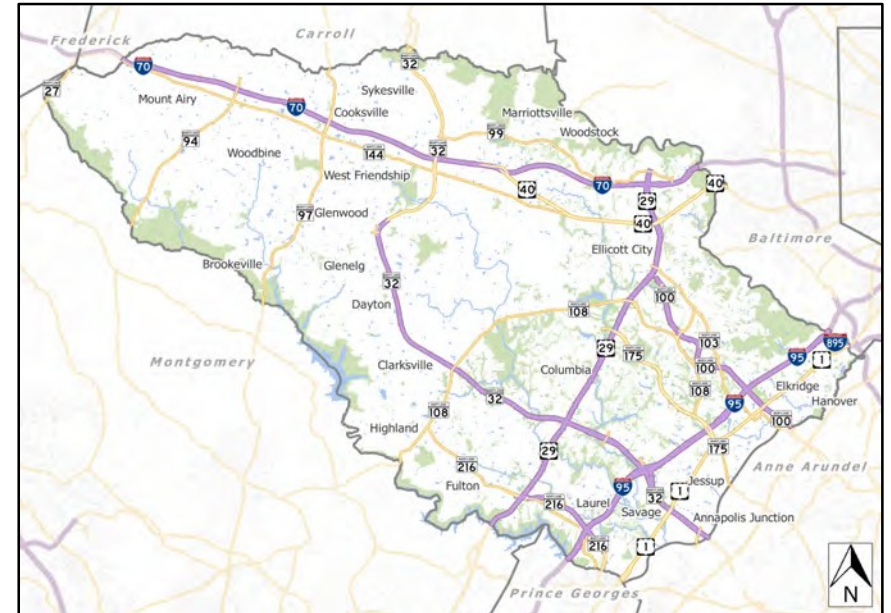 Frederick
Carroll
70
32
27
Mount Airy
70
Sykesville
Cooksville
Marriottsville
99
Woodstock
94
Woodbine
144
32
West Friendship
40
70
40
29
97
Glenwood
40
Baltimore
Ellicott City
Brookeville
Glenelg
32
100
Dayton
108
895
103
95
1
Montgomery
29
175
Clarksville
Columbia
100
Elkridge
108
32
95
Hanover
108
100
Highland
29
175
Anne Arundel
216
Fulton
95
Jessup
1
32
Laurel
216
Savage
Annapolis Junction
216
1
Prince Georges
N